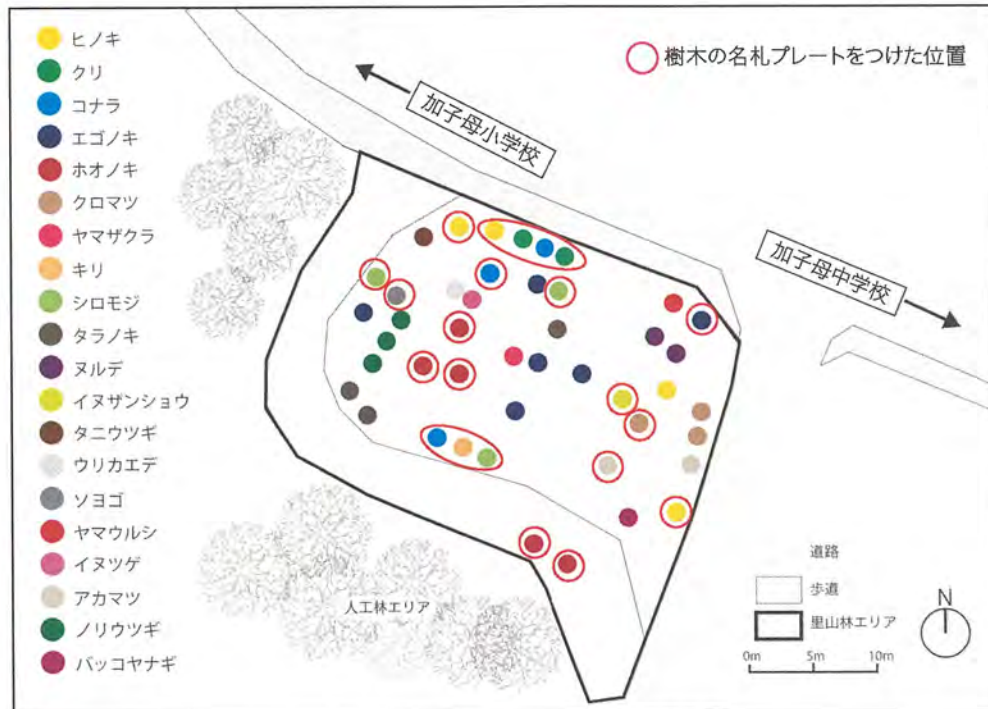 ヒノキ
クリ
コナラ
エゴノキ
ホオノキ
クロマツ
ヤマザクラ
キリ
シロモジ
タラノキ
ヌルデ
イヌザンショウ
タニウツギ
ウリカエデ
ソヨゴ
ヤマウルシ
イヌツゲ
アカマツ
ノリウツギ
バッコヤナギ
樹木の名札プレートをつけた位置
加子母小学校
加子母中学校
人工林エリア
道路
歩道
里山林エリア
0m 5m 10m
N